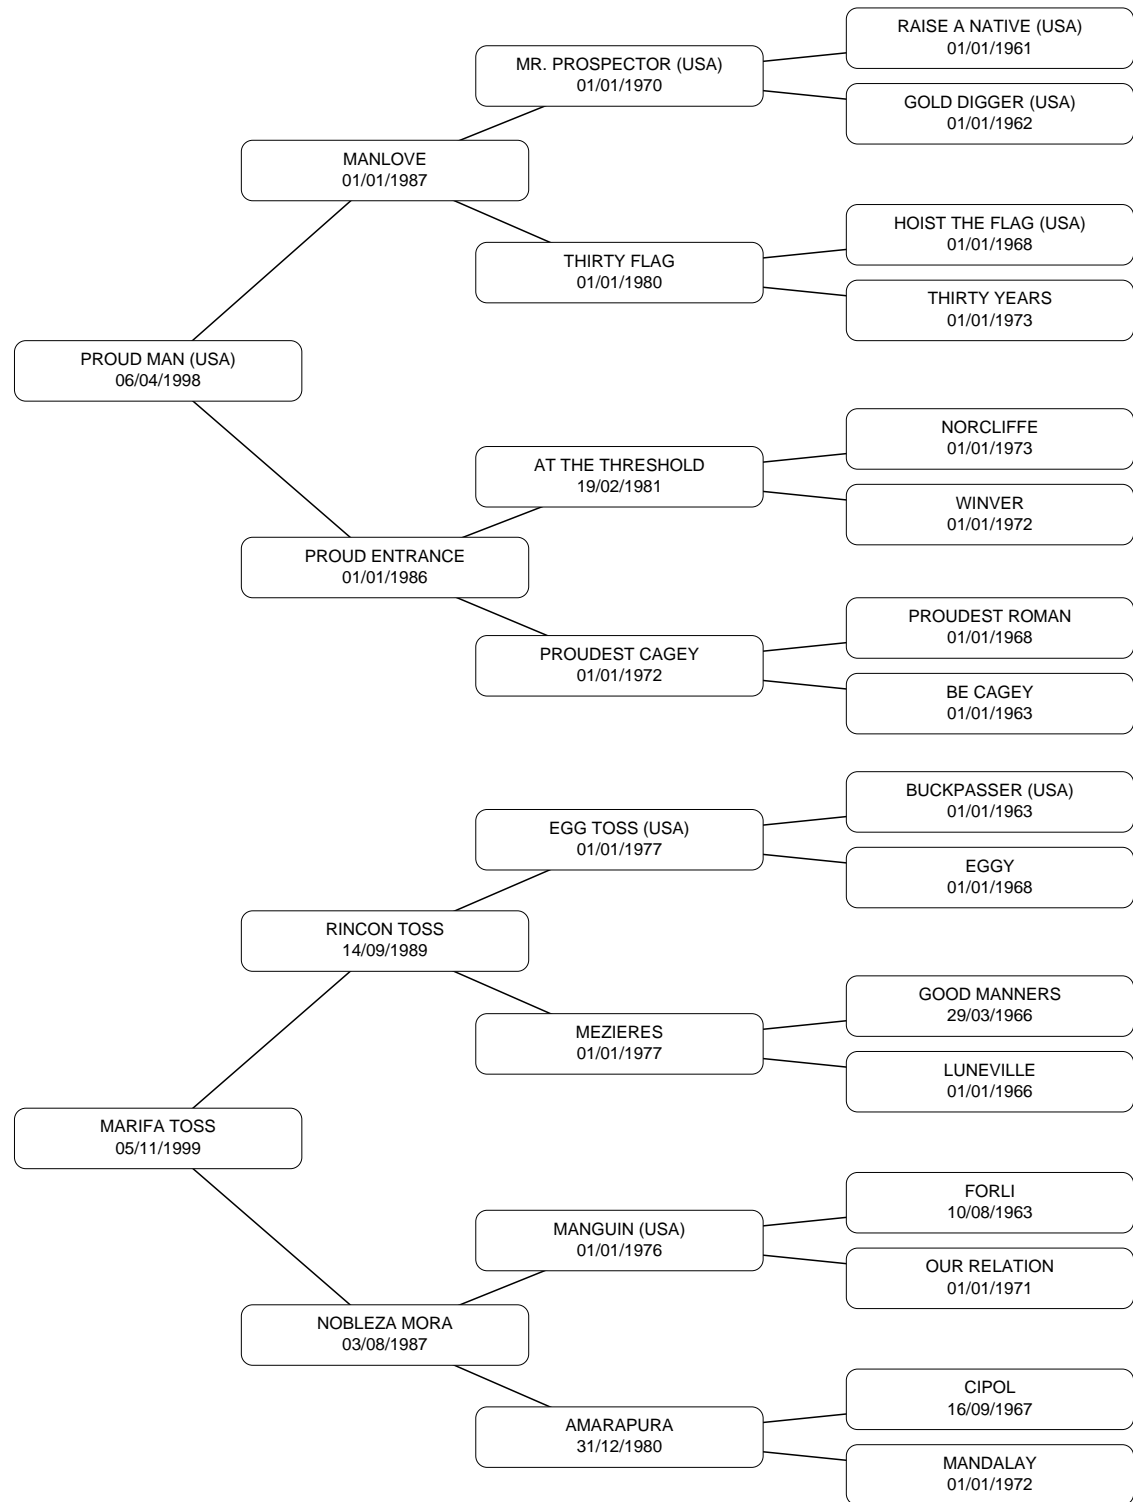 RAISE A NATIVE (USA)
01/01/1961
MR. PROSPECTOR (USA)
01/01/1970
GOLD DIGGER (USA)
01/01/1962
MANLOVE
01/01/1987
HOIST THE FLAG (USA)
01/01/1968
THIRTY FLAG
01/01/1980
THIRTY YEARS
01/01/1973
PROUD MAN (USA)
06/04/1998
NORCLIFFE
01/01/1973
AT THE THRESHOLD
19/02/1981
WINVER
01/01/1972
PROUD ENTRANCE
01/01/1986
PROUDEST ROMAN
01/01/1968
PROUDEST CAGEY
01/01/1972
BE CAGEY
01/01/1963
BUCKPASSER (USA)
01/01/1963
EGG TOSS (USA)
01/01/1977
EGGY
01/01/1968
RINCON TOSS
14/09/1989
GOOD MANNERS
29/03/1966
MEZIERES
01/01/1977
LUNEVILLE
01/01/1966
MARIFA TOSS
05/11/1999
FORLI
10/08/1963
MANGUIN (USA)
01/01/1976
OUR RELATION
01/01/1971
NOBLEZA MORA
03/08/1987
CIPOL
16/09/1967
AMARAPURA
31/12/1980
MANDALAY
01/01/1972